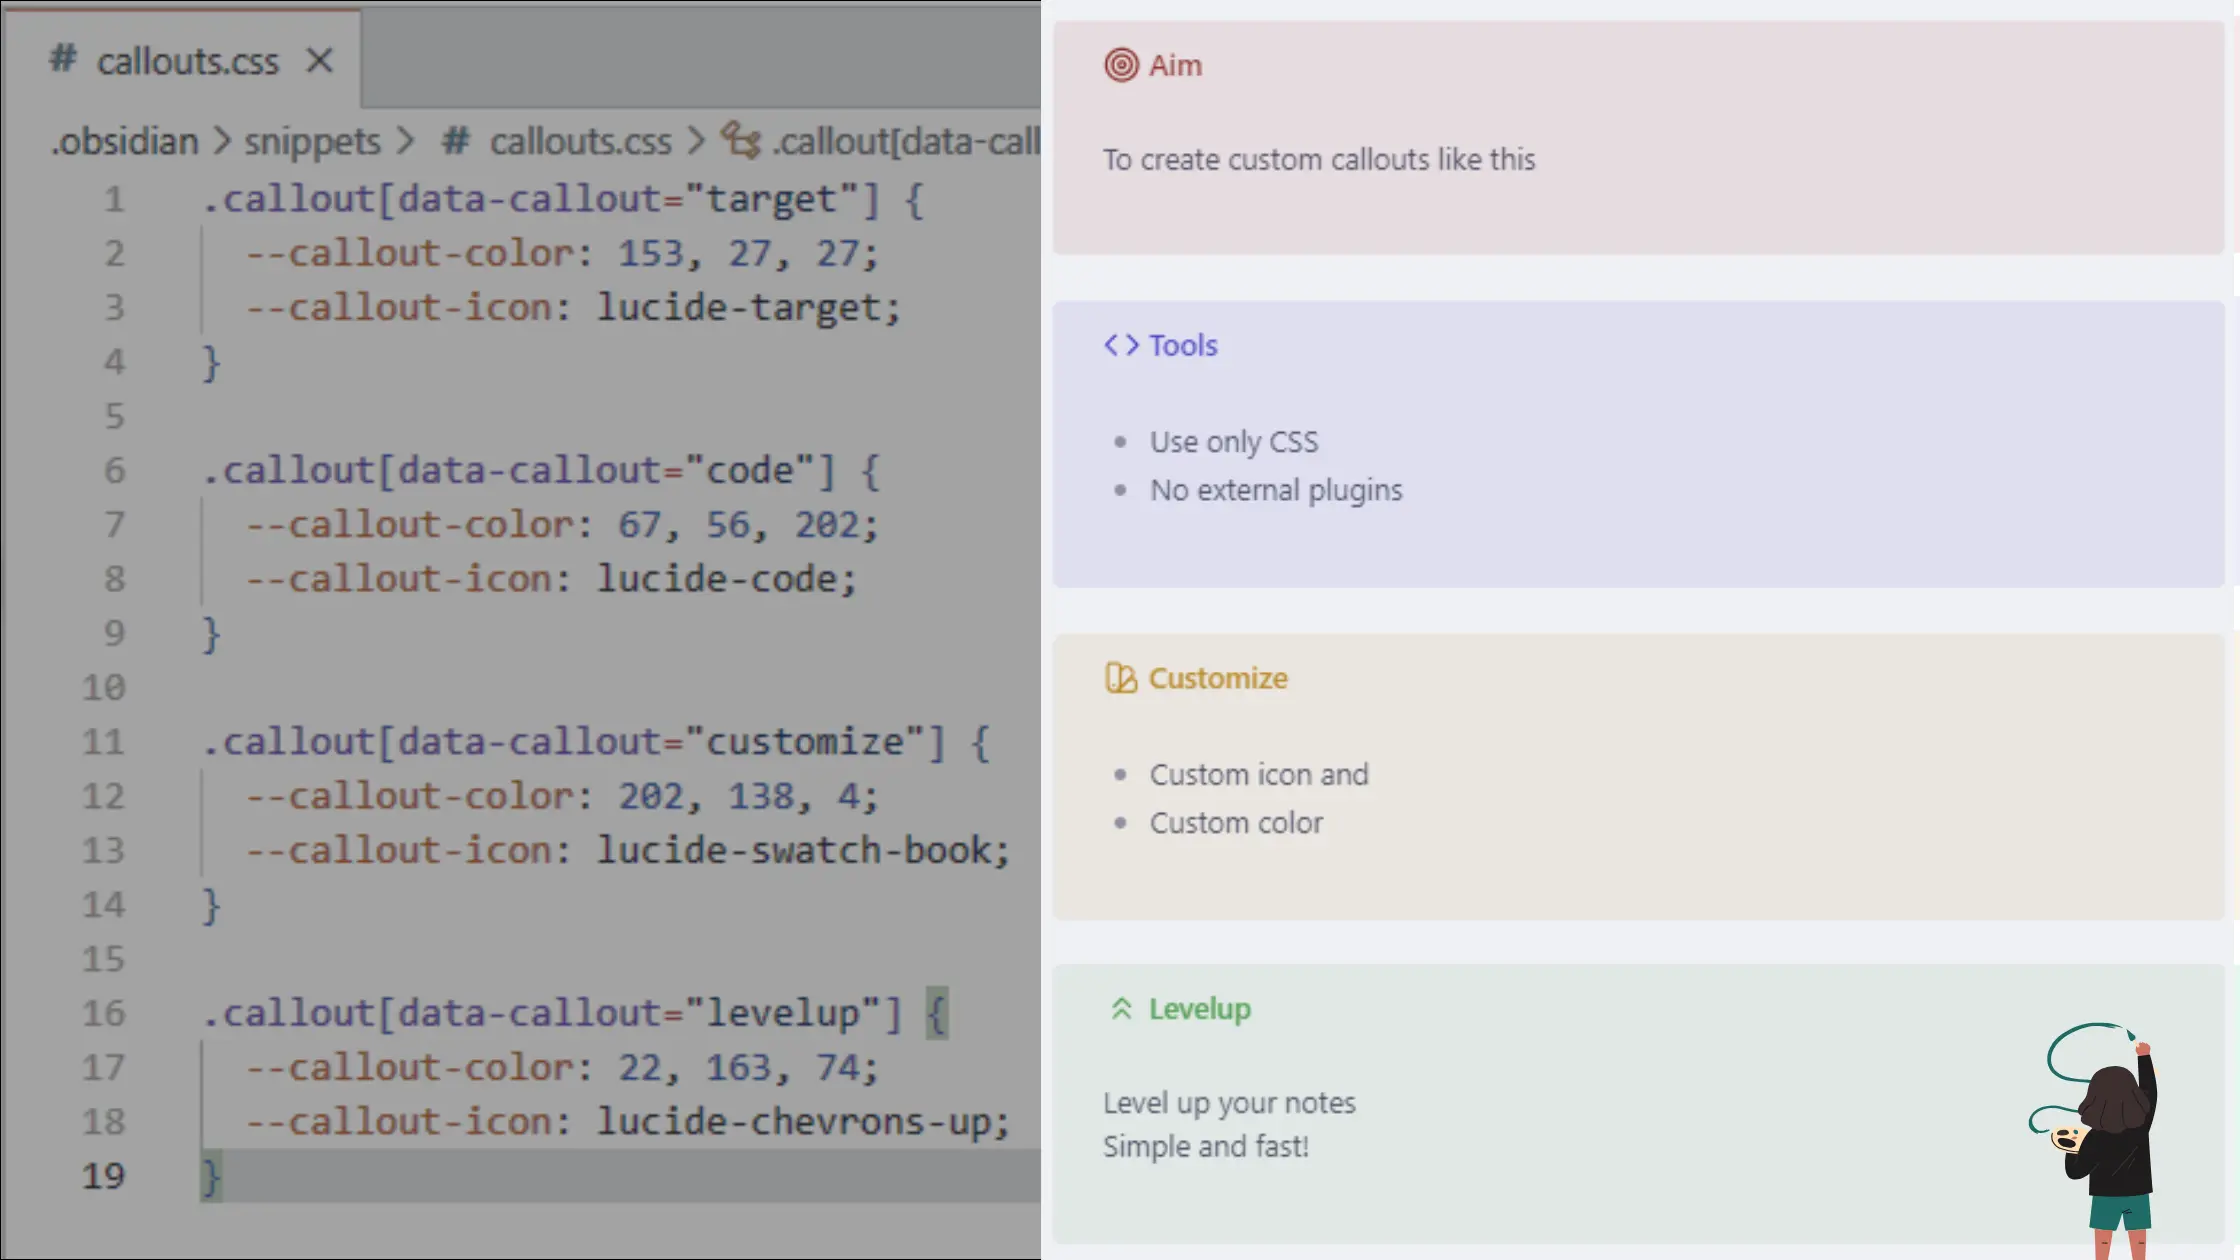 # callouts.css ×
.obsidian > snippets > # callouts.css > .callout[data-call
1 .callout[data-callout="target"] {
2 --callout-color: 153, 27, 27;
3 --callout-icon: lucide-target;
4 }
5
6 .callout[data-callout="code"] {
7 --callout-color: 67, 56, 202;
8 --callout-icon: lucide-code;
9 }
10
11 .callout[data-callout="customize"] {
12 --callout-color: 202, 138, 4;
13 --callout-icon: lucide-swatch-book;
14 }
15
16 .callout[data-callout="levelup"] {
17 --callout-color: 22, 163, 74;
18 --callout-icon: lucide-chevrons-up;
19 }
Aim
To create custom callouts like this
Tools
• Use only CSS
• No external plugins
Customize
• Custom icon and
• Custom color
Levelup
Level up your notes
Simple and fast!